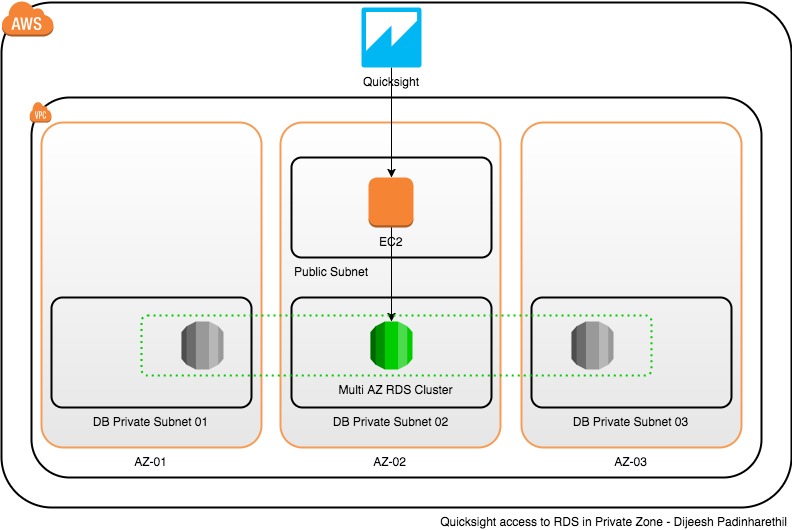 AWS
Quicksight
VPC
EC2
Public Subnet
Multi AZ RDS Cluster
DB Private Subnet 01
DB Private Subnet 02
DB Private Subnet 03
AZ-01
AZ-02
AZ-03
Quicksight access to RDS in Private Zone - Dijeesh Padinharethil